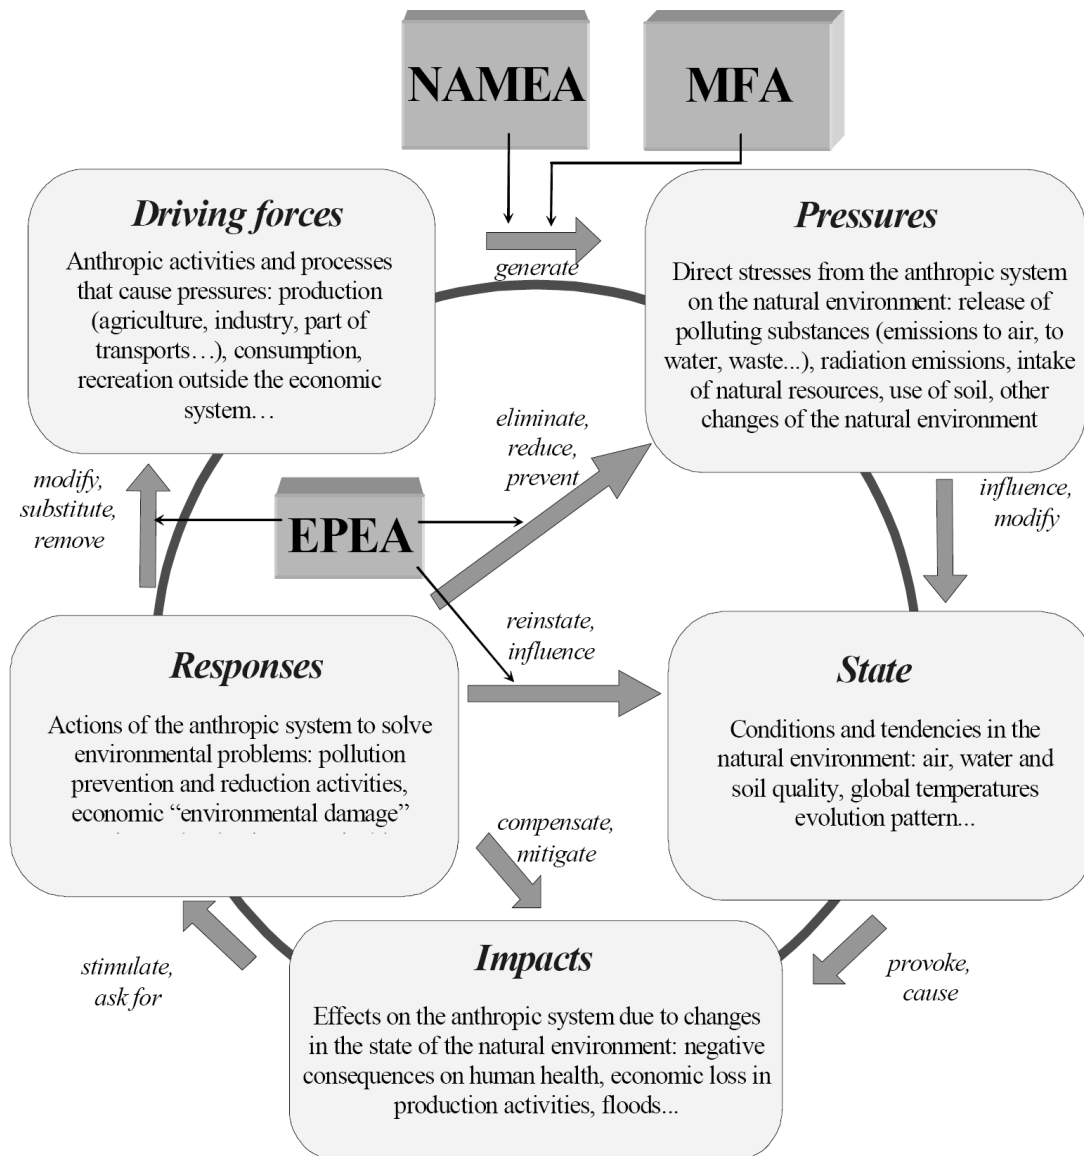 NAMEA
MFA
Driving forces
Anthropic activities and processes
that cause pressures: production
(agriculture, industry, part of
transports…), consumption,
recreation outside the economic
system…
generate
Pressures
Direct stresses from the anthropic system
on the natural environment: release of
polluting substances (emissions to air, to
water, waste...), radiation emissions, intake
of natural resources, use of soil, other
changes of the natural environment
eliminate,
reduce,
prevent
modify,
substitute,
remove
EPEA
influence,
modify
reinstate,
influence
Responses
Actions of the anthropic system to solve
environmental problems: pollution
prevention and reduction activities,
economic “environmental damage”
State
Conditions and tendencies in the
natural environment: air, water and
soil quality, global temperatures
evolution pattern...
compensate,
mitigate
stimulate,
ask for
provoke,
cause
Impacts
Effects on the anthropic system due to changes
in the state of the natural environment: negative
consequences on human health, economic loss in
production activities, floods...